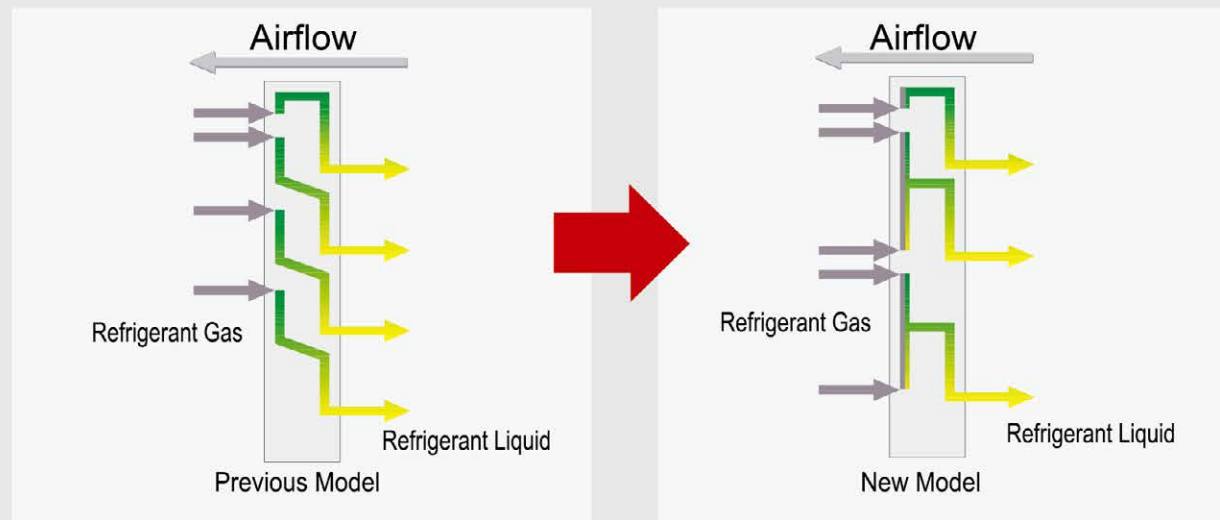 Airflow
Refrigerant Gas
Refrigerant Liquid
Previous Model
Airflow
Refrigerant Gas
Refrigerant Liquid
New Model